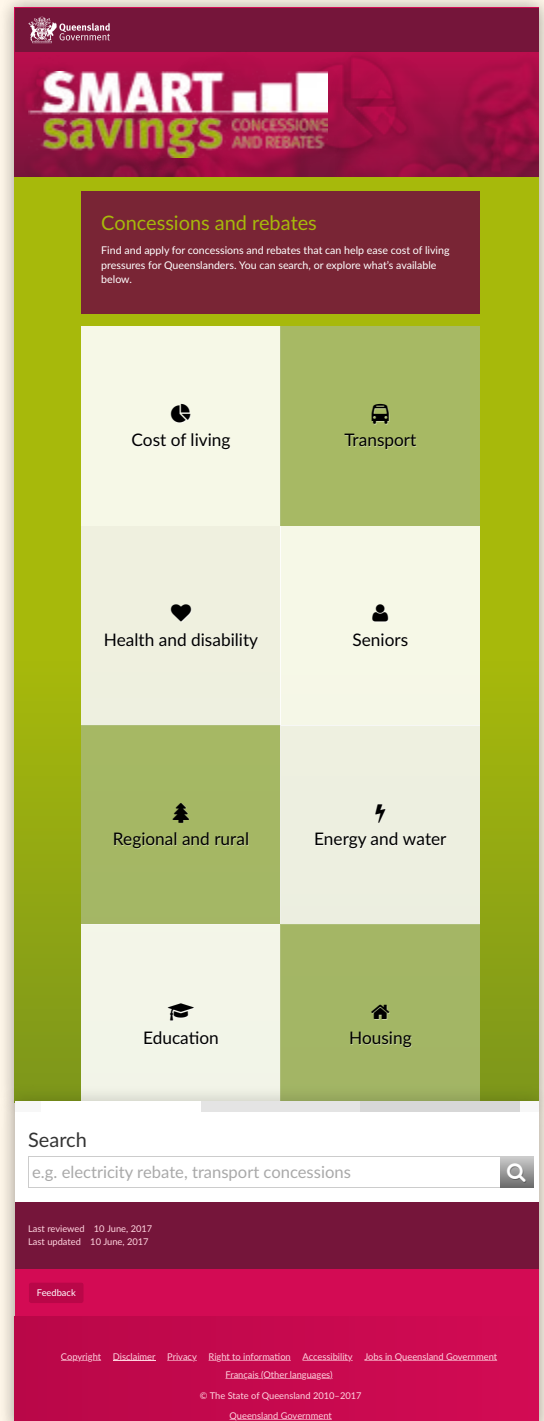 Queensland
Government
SMART
savings
CONCESSIONS
AND REBATES
Concessions and rebates
Find and apply for concessions and rebates that can help ease cost of living
pressures for Queenslanders. You can search, or explore what's available
below.
Cost of living
Transport
Health and disability
Seniors
Regional and rural
Energy and water
Education
Housing
Search
e.g. electricity rebate, transport concessions
Last reviewed 10 June, 2017
Last updated 10 June, 2017
Feedback
Copyright Disclaimer Privacy Right to information Accessibility Jobs in Queensland Government
Français (Other languages)
© The State of Queensland 2010–2017
Queensland Government